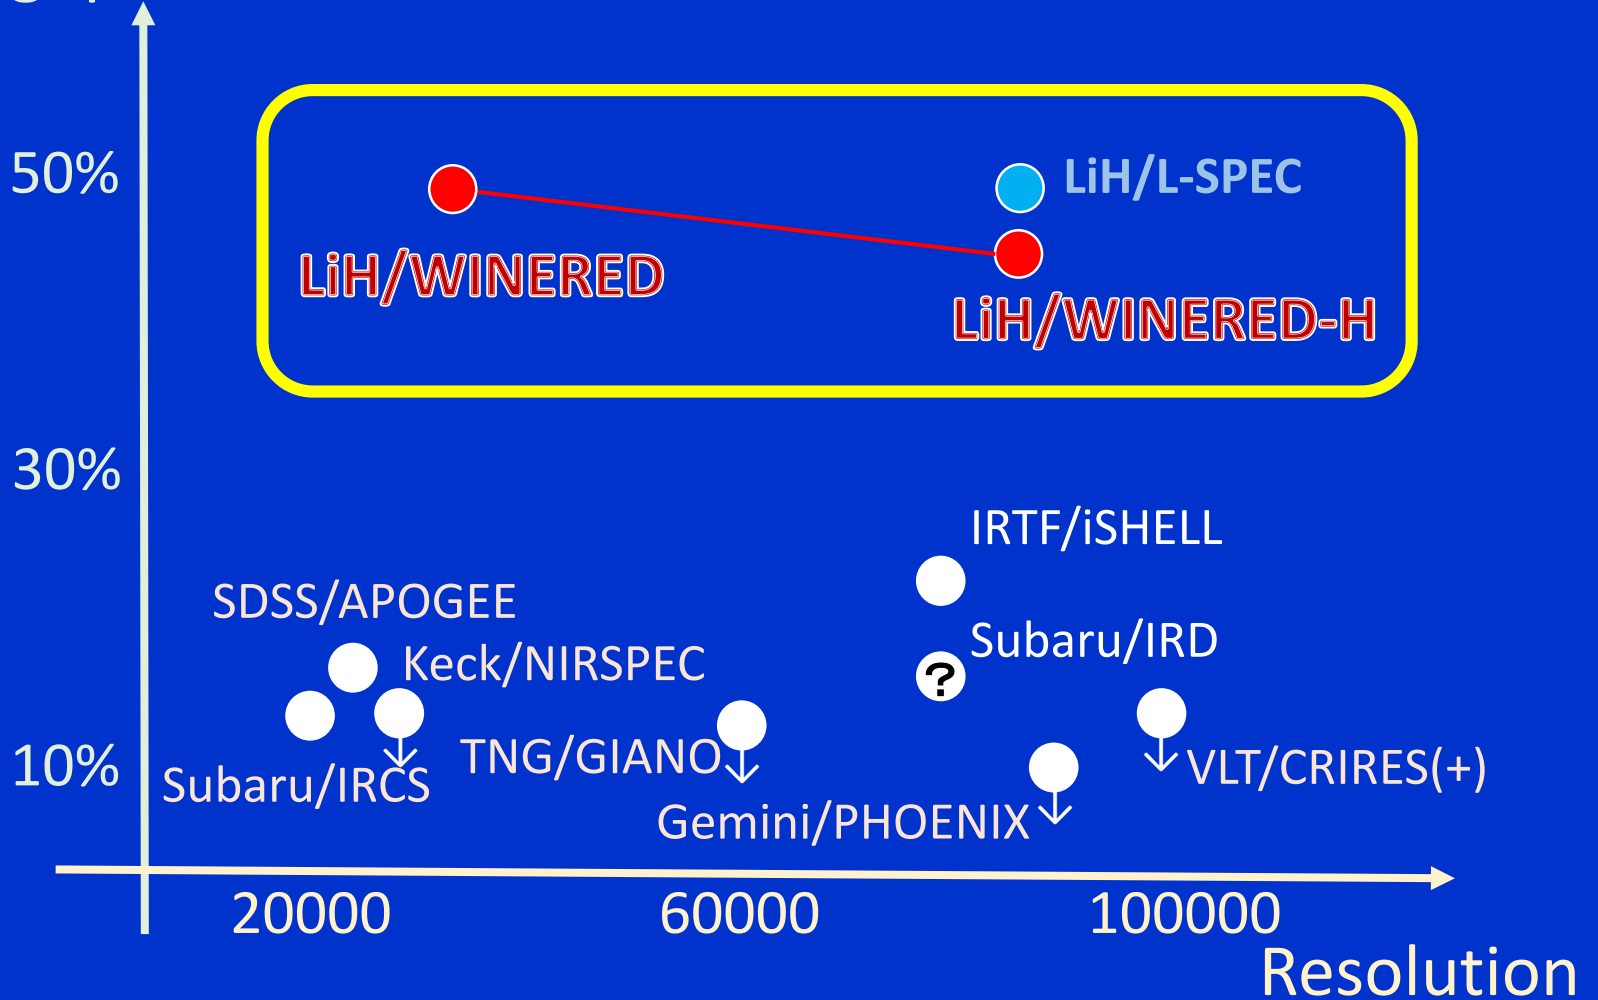 50%
LiH/L-SPEC
LiH/WINERED
LiH/WINERED-H
30%
IRTF/iSHELL
SDSS/APOGEE
Subaru/IRD
Keck/NIRSPEC
?
10%
TNG/GIANO
VLT/CRIRES(+)
Subaru/IRCS
Gemini/PHOENIX
20000
60000
100000
Resolution